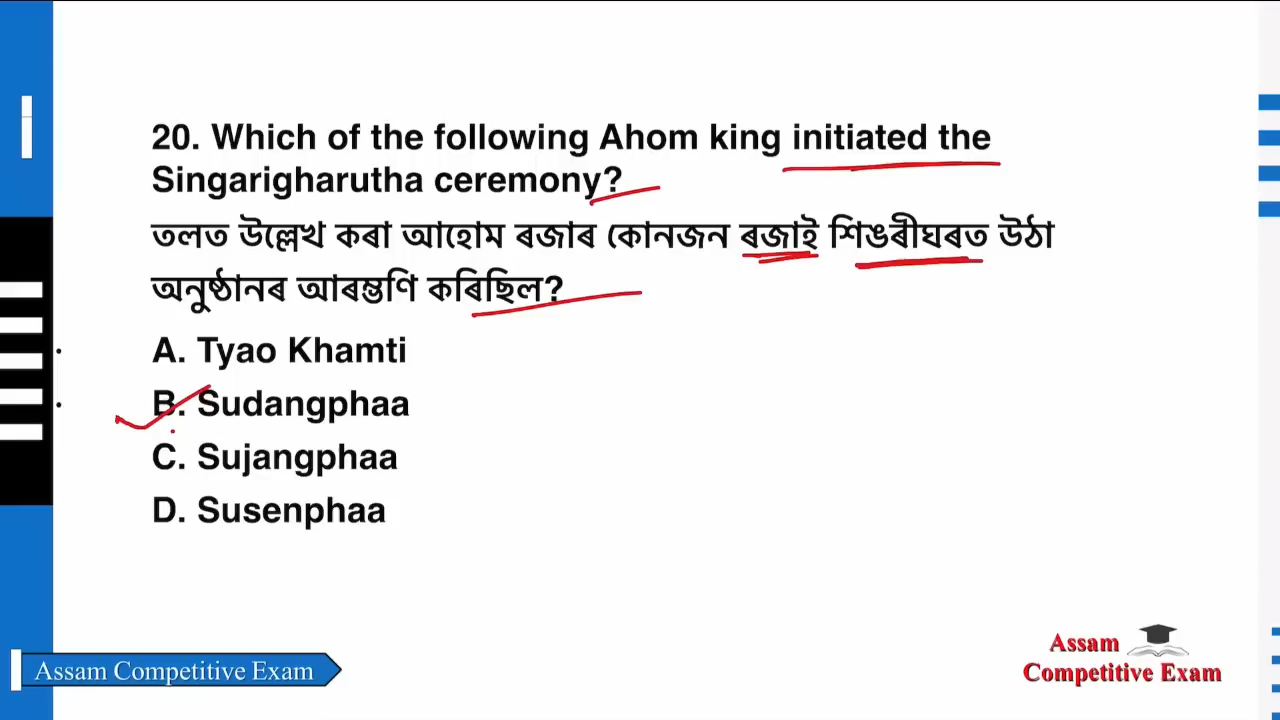 20. Which of the following Ahom king initiated the
Singarigharutha ceremony?
তলত উল্লেখ কৰা আহোম ৰজাৰ কোনজন ৰজাই শিঙৰীঘৰত উঠা
অনুষ্ঠানৰ আৰম্ভণি কৰিছিল?
A. Tyao Khamti
B. Sudangphaa
C. Sujangphaa
D. Susenphaa
Assam Competitive Exam
Assam
Competitive Exam